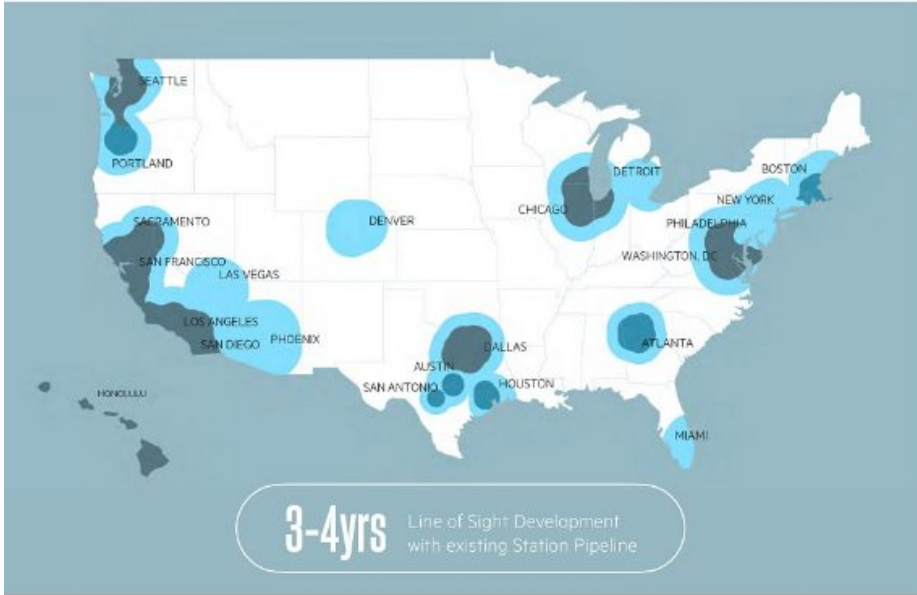 SEATTLE
PORTLAND
SACRAMENTO
SAN FRANCISCO
LAS VEGAS
LOS ANGELES
SAN DIEGO
PHOENIX
DENVER
CHICAGO
DETROIT
BOSTON
NEW YORK
PHILADELPHIA
WASHINGTON, DC
DALLAS
AUSTIN
SAN ANTONIO
HOUSTON
ATLANTA
MIAMI
HONOLULU
3-4yrs
Line of Sight Development
with existing Station Pipeline